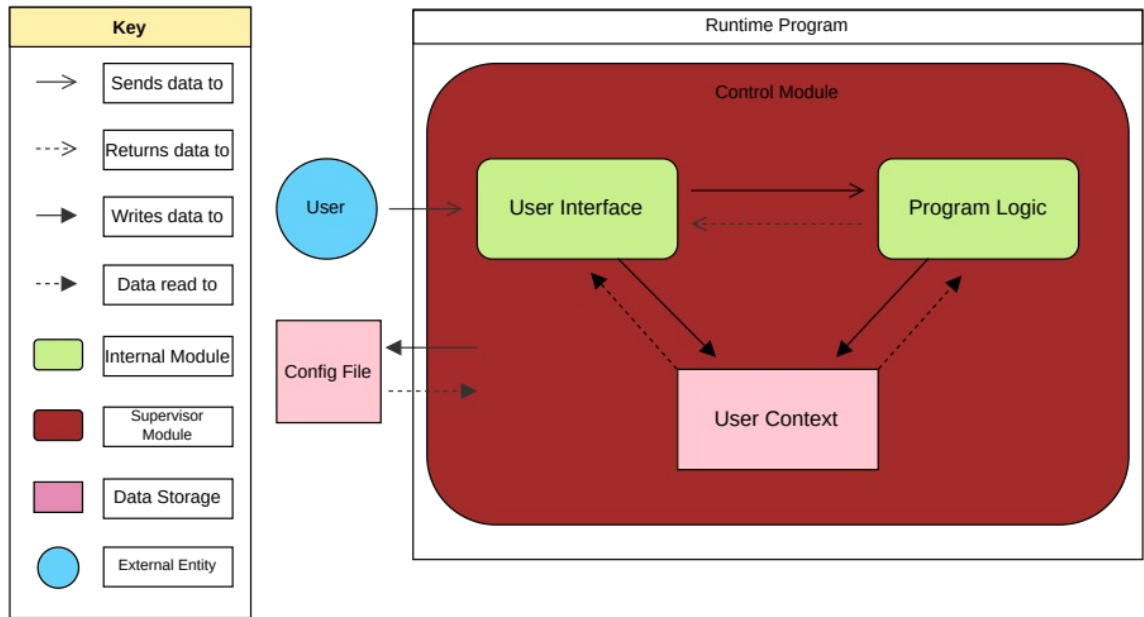 Key
Sends data to
Returns data to
Writes data to
Data read to
Internal Module
Supervisor
Module
Data Storage
External Entity
Runtime Program
Control Module
User
User Interface
Program Logic
Config File
User Context